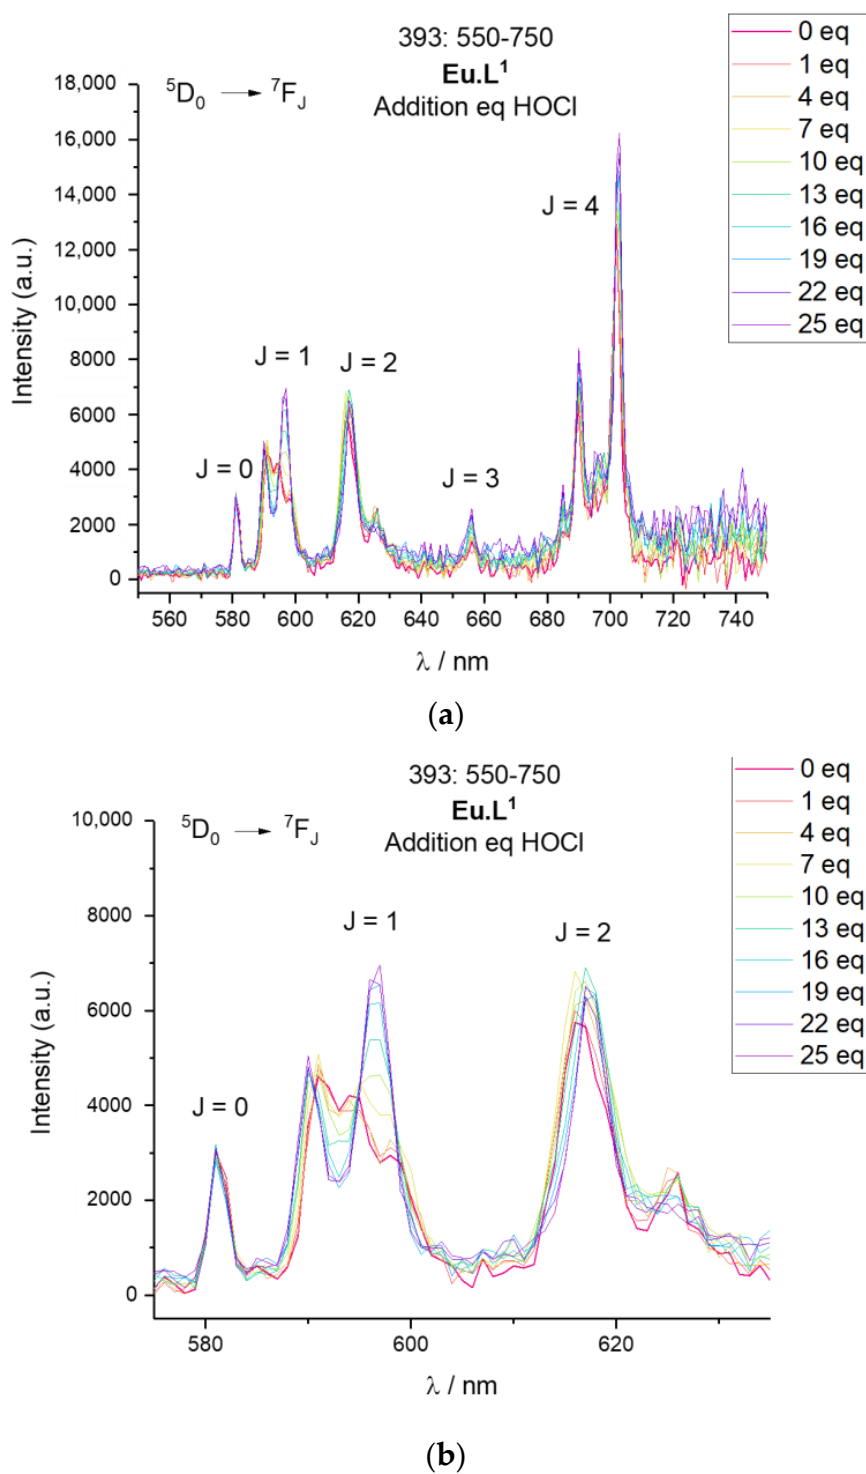 393: 550-750
Eu.L¹
Addition eq HOCl
⁵D₀ → ⁷F_J
0 eq
1 eq
4 eq
7 eq
10 eq
13 eq
16 eq
19 eq
22 eq
25 eq
18,000
16,000
14,000
12,000
10,000
8000
6000
4000
2000
0
Intensity (a.u.)
J = 0
J = 1
J = 2
J = 3
J = 4
560 580 600 620 640 660 680 700 720 740
λ / nm
(a)
393: 550-750
Eu.L¹
Addition eq HOCl
⁵D₀ → ⁷F_J
0 eq
1 eq
4 eq
7 eq
10 eq
13 eq
16 eq
19 eq
22 eq
25 eq
10,000
8000
6000
4000
2000
0
Intensity (a.u.)
J = 0
J = 1
J = 2
580 600 620
λ / nm
(b)